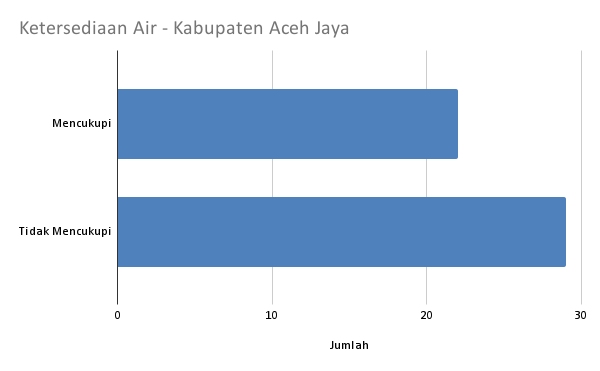 Ketersediaan Air - Kabupaten Aceh Jaya
Mencukupi
Tidak Mencukupi
0 10 20 30
Jumlah